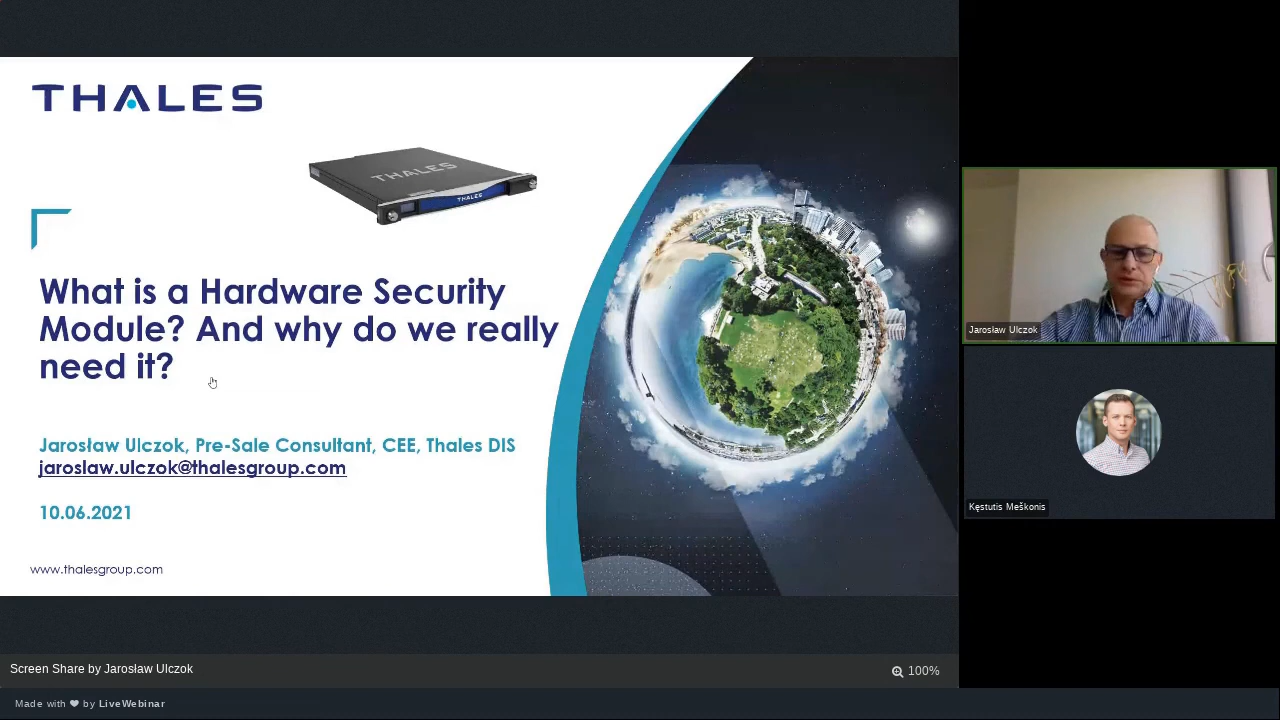 THALES
THALES
THALES
What is a Hardware Security
Module? And why do we really
need it?
Jarosław Ulczok, Pre-Sale Consultant, CEE, Thales DIS
jaroslaw.ulczok@thalesgroup.com
10.06.2021
www.thalesgroup.com
Jarosław Ulczok
Kęstutis Meškonis
Screen Share by Jarosław Ulczok
100%
Made with ❤ by LiveWebinar